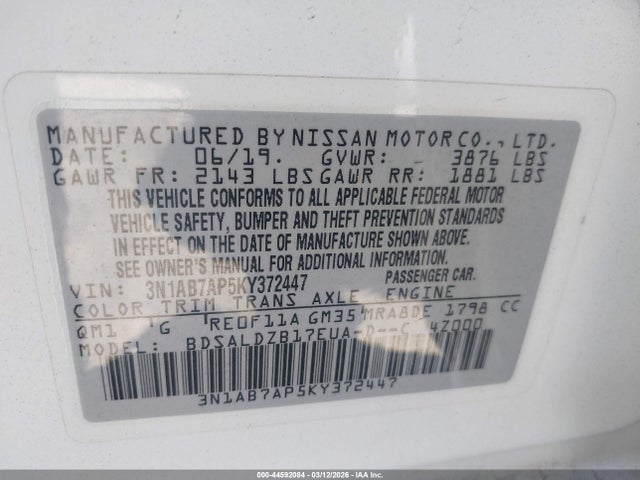 MANUFACTURED BY NISSAN MOTOR CO., LTD.
DATE: 06/19. GVWR: 3876 LBS
GAWR FR: 2143 LBS GAWR RR: 1881 LBS
THIS VEHICLE CONFORMS TO ALL APPLICABLE FEDERAL MOTOR
VEHICLE SAFETY, BUMPER AND THEFT PREVENTION STANDARDS
IN EFFECT ON THE DATE OF MANUFACTURE SHOWN ABOVE.
SEE OWNER'S MANUAL FOR ADDITIONAL INFORMATION.
VIN: 3N1AB7AP5KY372447 PASSENGER CAR.
COLOR TRIM TRANS AXLE ENGINE
QM1 G RE0F11A GM35 MRA8DE 1798 CC
MODEL: BDSALDZB17EUA-D--C 4Z000
3N1AB7AP5KY372447
000-44592084 | 03/12/2026 | IAA Inc.